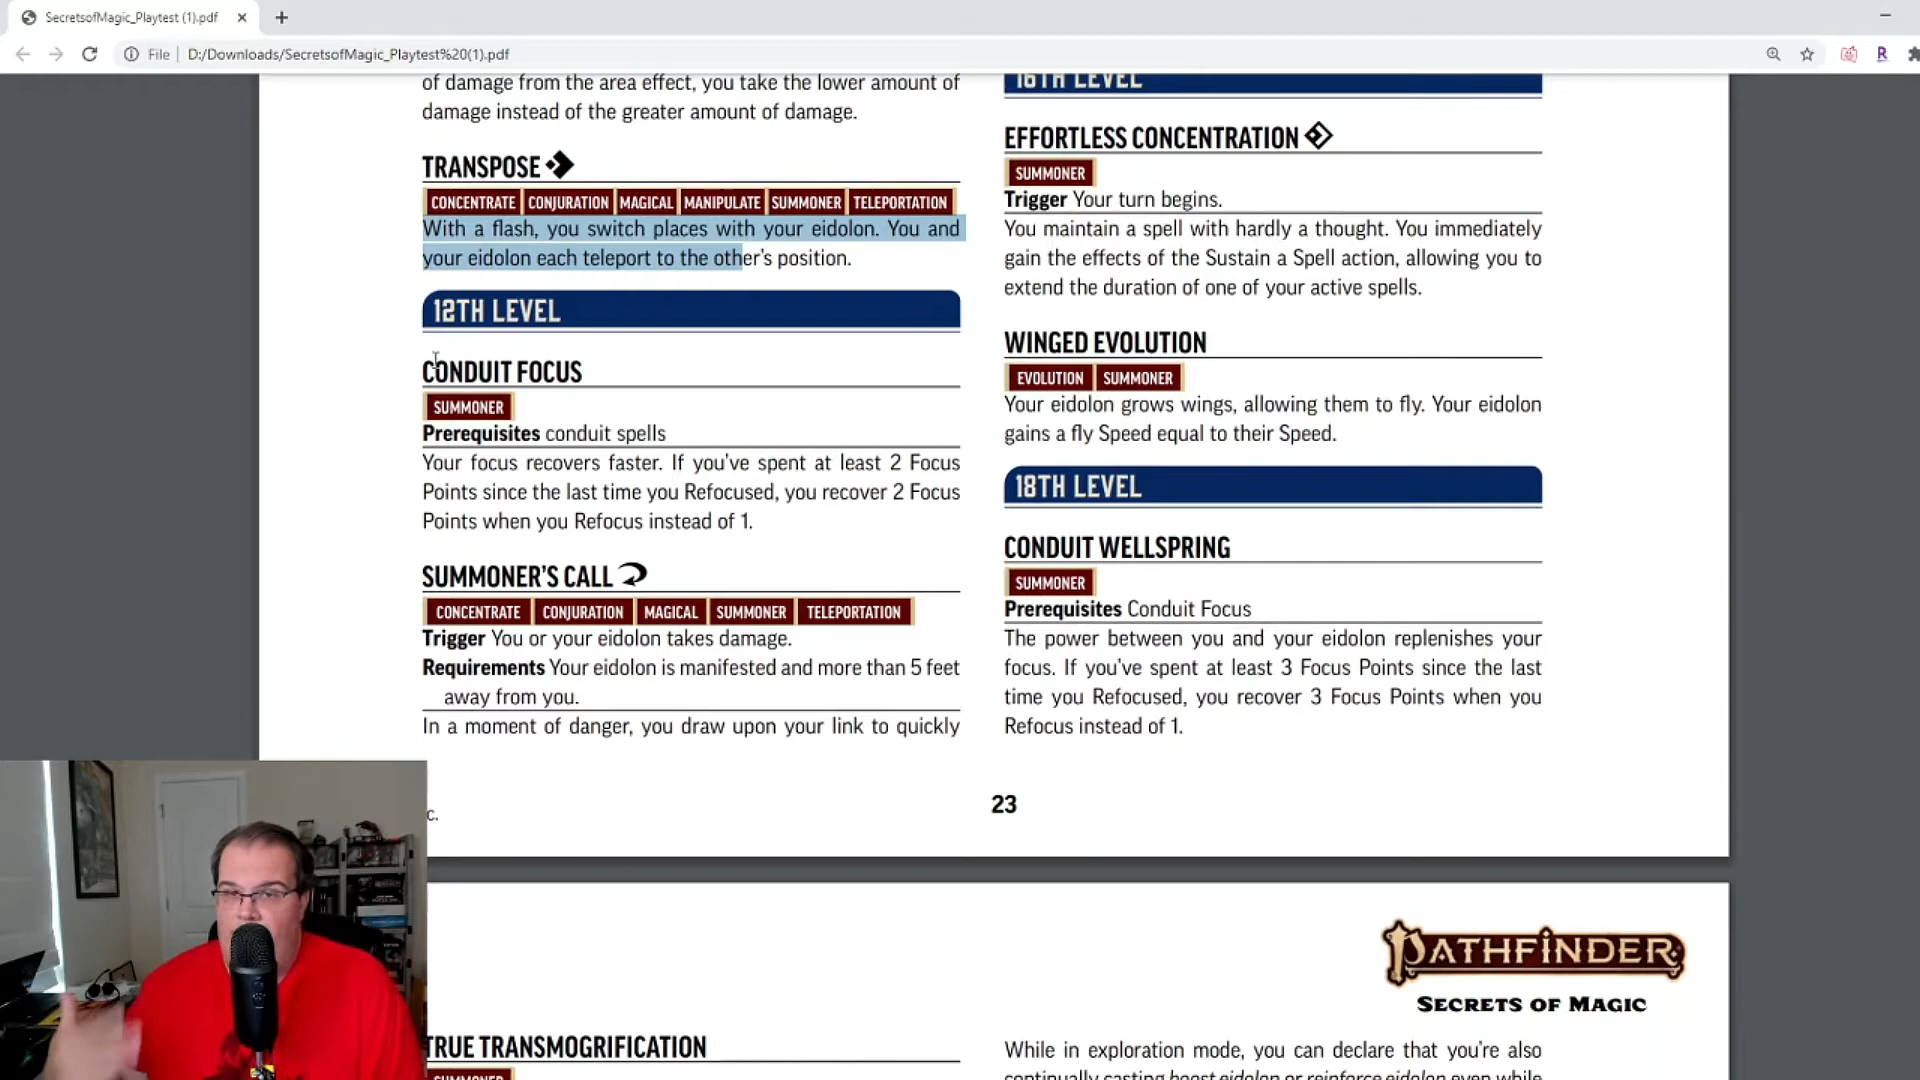 SecretsofMagic_Playtest (1).pdf
File | D:/Downloads/SecretsofMagic_Playtest%20(1).pdf
of damage from the area effect, you take the lower amount of
damage instead of the greater amount of damage.
TRANSPOSE
CONCENTRATE CONJURATION MAGICAL MANIPULATE SUMMONER TELEPORTATION
With a flash, you switch places with your eidolon. You and
your eidolon each teleport to the other's position.
12TH LEVEL
CONDUIT FOCUS
SUMMONER
Prerequisites conduit spells
Your focus recovers faster. If you've spent at least 2 Focus
Points since the last time you Refocused, you recover 2 Focus
Points when you Refocus instead of 1.
SUMMONER'S CALL
CONCENTRATE CONJURATION MAGICAL SUMMONER TELEPORTATION
Trigger You or your eidolon takes damage.
Requirements Your eidolon is manifested and more than 5 feet
away from you.
In a moment of danger, you draw upon your link to quickly
16TH LEVEL
EFFORTLESS CONCENTRATION
SUMMONER
Trigger Your turn begins.
You maintain a spell with hardly a thought. You immediately
gain the effects of the Sustain a Spell action, allowing you to
extend the duration of one of your active spells.
WINGED EVOLUTION
EVOLUTION SUMMONER
Your eidolon grows wings, allowing them to fly. Your eidolon
gains a fly Speed equal to their Speed.
18TH LEVEL
CONDUIT WELLSPRING
SUMMONER
Prerequisites Conduit Focus
The power between you and your eidolon replenishes your
focus. If you've spent at least 3 Focus Points since the last
time you Refocused, you recover 3 Focus Points when you
Refocus instead of 1.
c.
23
PATHFINDER
SECRETS OF MAGIC
TRUE TRANSMOGRIFICATION
SUMMONER
While in exploration mode, you can declare that you're also
continually casting boost eidolon or reinforce eidolon even while